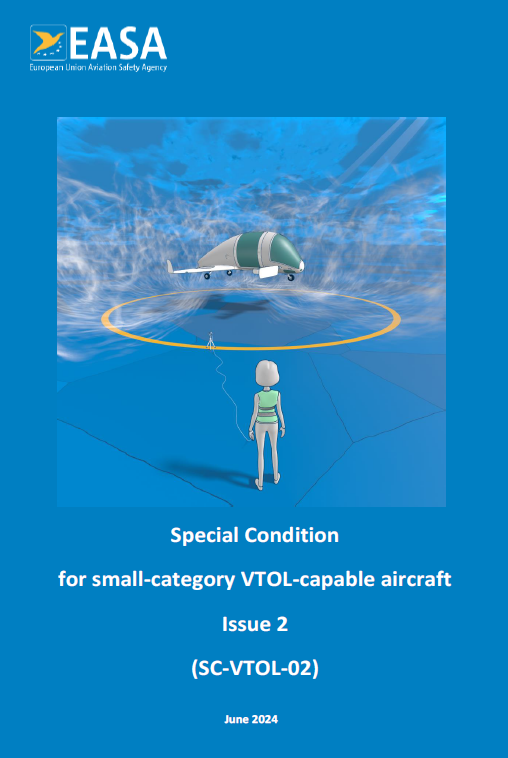 EASA
European Union Aviation Safety Agency
Special Condition
for small-category VTOL-capable aircraft
Issue 2
(SC-VTOL-02)
June 2024